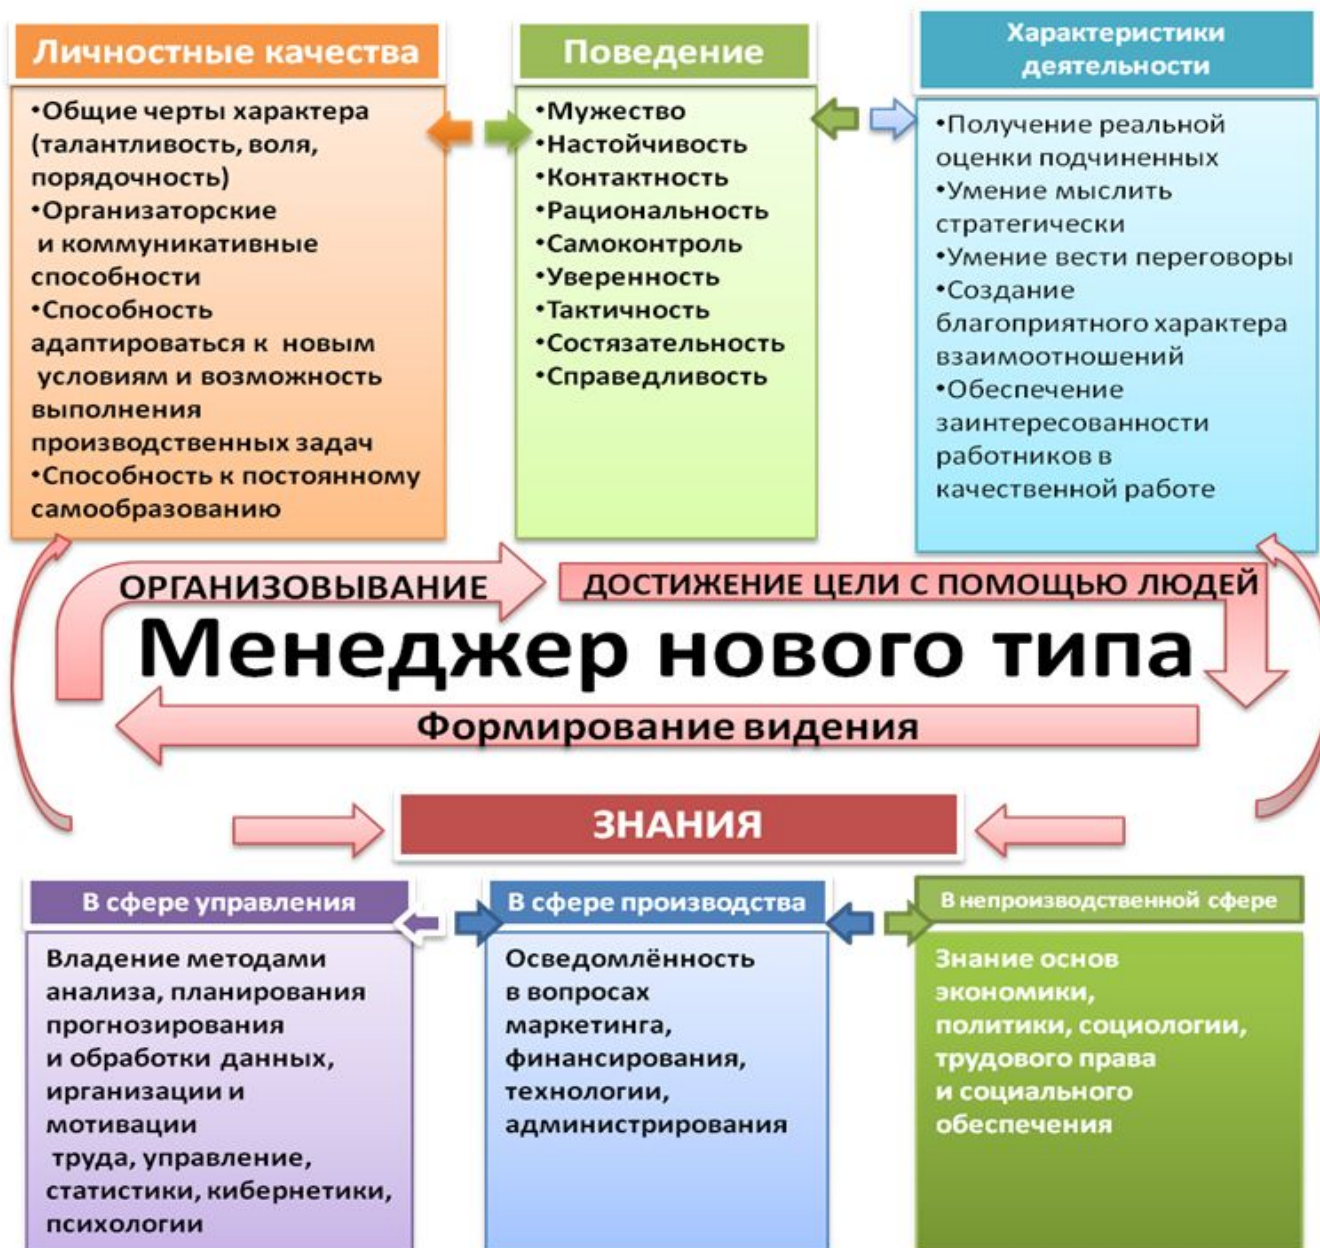 Личностные качества
•Общие черты характера
(талантливость, воля,
порядочность)
•Организаторские
и коммуникативные
способности
•Способность
адаптироваться к новым
условиям и возможность
выполнения
производственных задач
•Способность к постоянному
самообразованию
Поведение
•Мужество
•Настойчивость
•Контактность
•Рациональность
•Самоконтроль
•Уверенность
•Тактичность
•Состязательность
•Справедливость
Характеристики
деятельности
•Получение реальной
оценки подчиненных
•Умение мыслить
стратегически
•Умение вести переговоры
•Создание
благоприятного характера
взаимоотношений
•Обеспечение
заинтересованности
работников в
качественной работе
ОРГАНИЗОВЫВАНИЕ
ДОСТИЖЕНИЕ ЦЕЛИ С ПОМОЩЬЮ ЛЮДЕЙ
Менеджер нового типа
Формирование видения
ЗНАНИЯ
В сфере управления
Владение методами
анализа, планирования
прогнозирования
и обработки данных,
ирганизации и
мотивации
труда, управление,
статистики, кибернетики,
психологии
В сфере производства
Осведомлённость
в вопросах
маркетинга,
финансирования,
технологии,
администрирования
В непроизводственной сфере
Знание основ
экономики,
политики, социологии,
трудового права
и социального
обеспечения